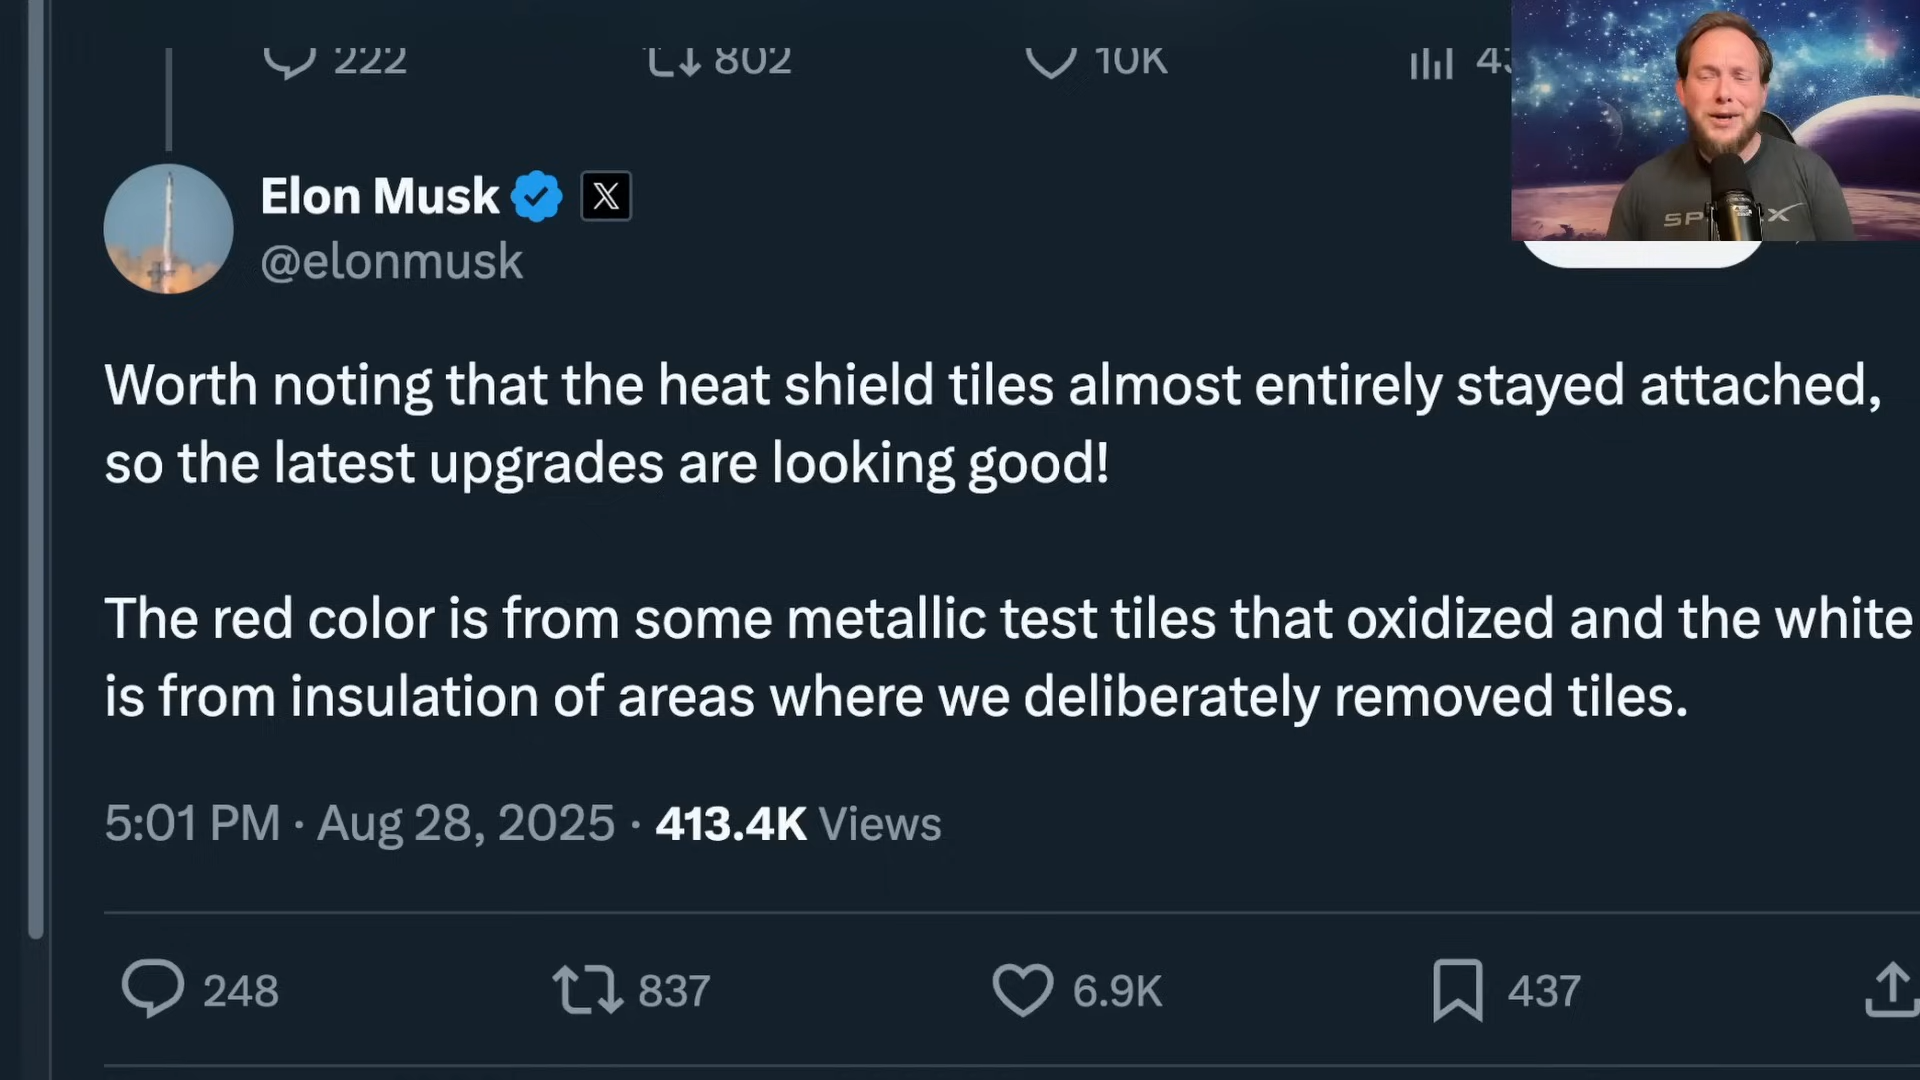 222 802 10K
Elon Musk
@elonmusk
Worth noting that the heat shield tiles almost entirely stayed attached,
so the latest upgrades are looking good!
The red color is from some metallic test tiles that oxidized and the white
is from insulation of areas where we deliberately removed tiles.
5:01 PM · Aug 28, 2025 · 413.4K Views
248 837 6.9K 437